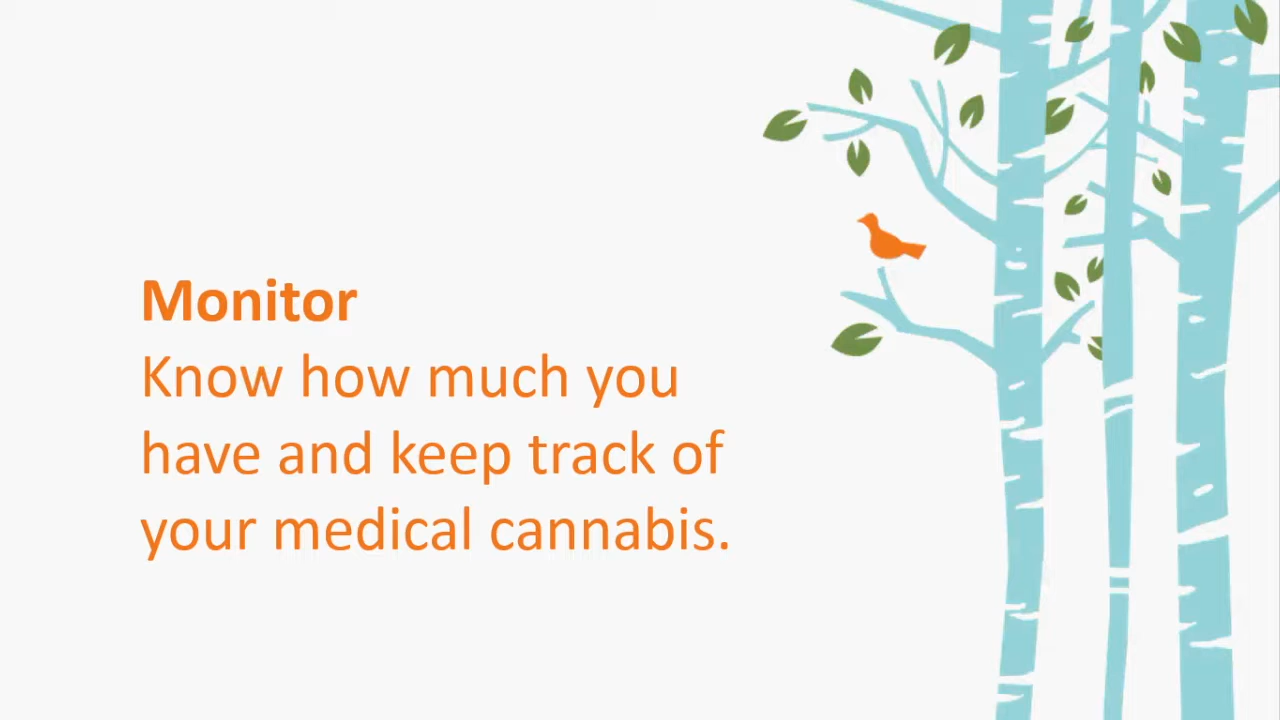 Monitor
Know how much you
have and keep track of
your medical cannabis.